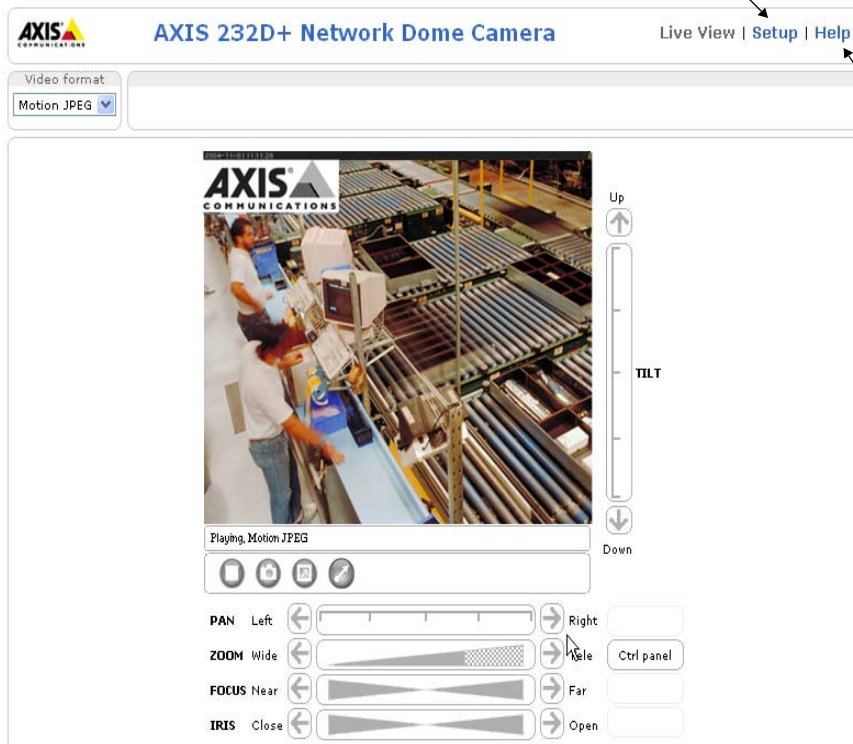 AXIS
COMMUNICATIONS
AXIS 232D+ Network Dome Camera
Live View | Setup | Help
Video format
Motion JPEG
AXIS
COMMUNICATIONS
Up
TILT
Down
Playing, Motion JPEG
PAN Left Right
ZOOM Wide Tele Ctrl panel
FOCUS Near Far
IRIS Close Open